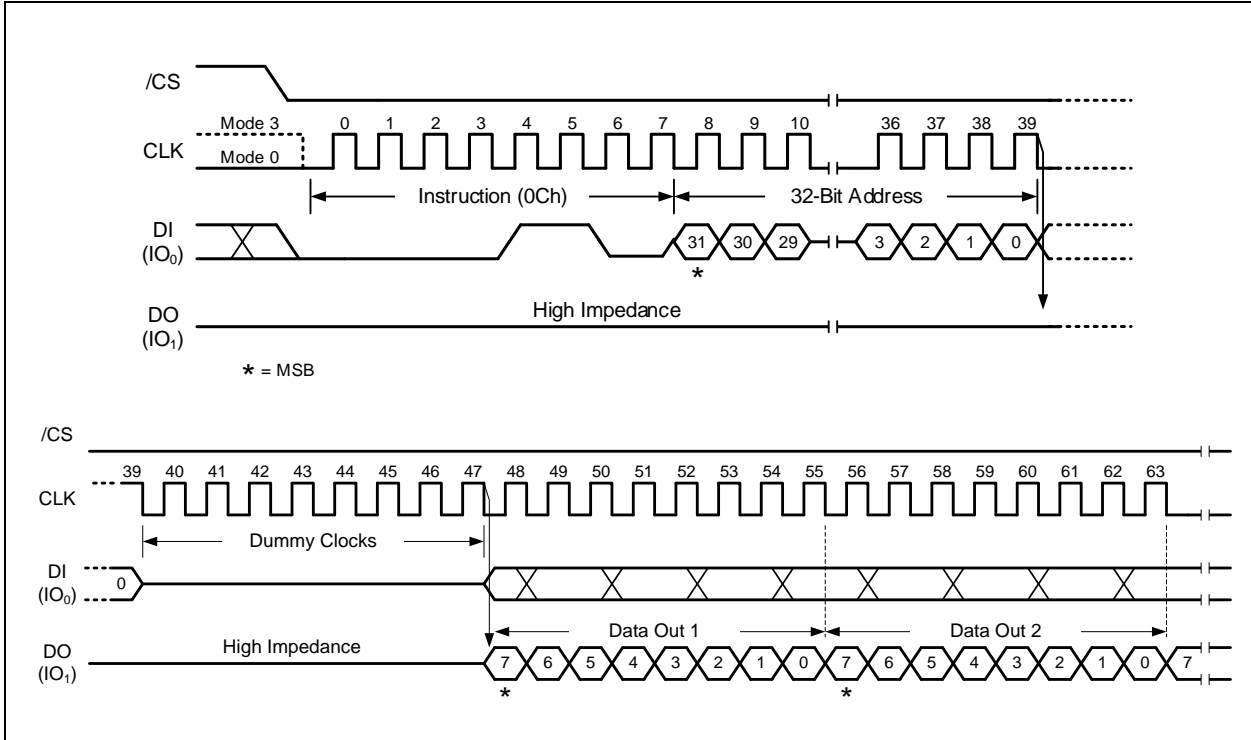 /CS
Mode 3
0 1 2 3 4 5 6 7 8 9 10 36 37 38 39
CLK
Mode 0
Instruction (0Ch) 32-Bit Address
DI
(IO0)
31 30 29 3 2 1 0
*
High Impedance
DO
(IO1)
* = MSB
/CS
39 40 41 42 43 44 45 46 47 48 49 50 51 52 53 54 55 56 57 58 59 60 61 62 63
CLK
Dummy Clocks
DI
(IO0)
0
Data Out 1 Data Out 2
High Impedance
DO
(IO1)
7 6 5 4 3 2 1 0 7 6 5 4 3 2 1 0 7
* *